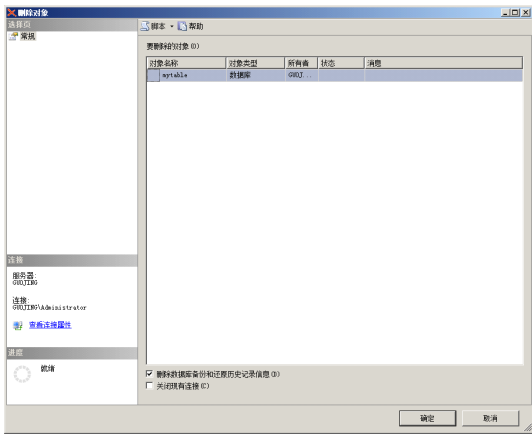 删除对象
选择页
常规
脚本
帮助
要删除的对象(O)
对象名称 对象类型 所有者 状态 消息
mytable 数据库 GUOJ...
连接
服务器:
GUOJING
连接:
GUOJING\Administrator
查看连接属性
进度
就绪
删除数据库备份和还原历史记录信息(D)
关闭现有连接(C)
确定
取消